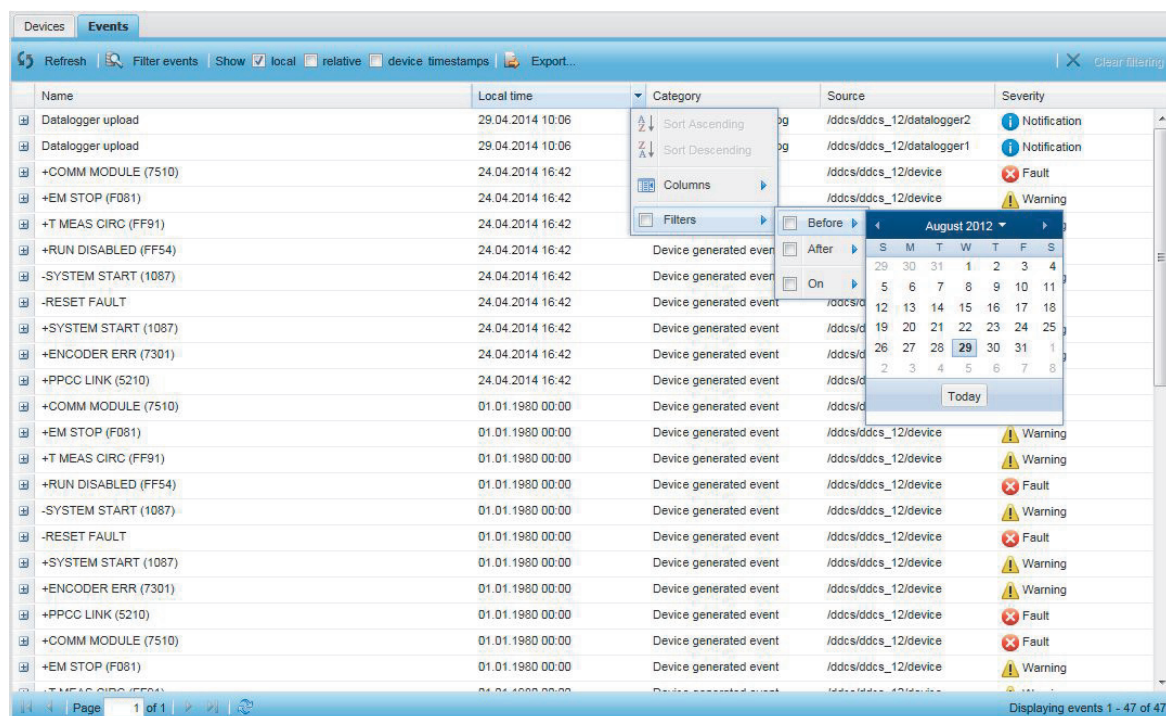 Devices Events
Refresh Filter events Show local relative device timestamps Export... Clear filtering
Name Local time Category Source Severity
Datalogger upload 29.04.2014 10:06 og /ddcs/ddcs_12/datalogger2 Notification
Datalogger upload 29.04.2014 10:06 og /ddcs/ddcs_12/datalogger1 Notification
+COMM MODULE (7510) 24.04.2014 16:42 /ddcs/ddcs_12/device Fault
+EM STOP (F081) 24.04.2014 16:42 /ddcs/ddcs_12/device Warning
+T MEAS CIRC (FF91) 24.04.2014 16:42
+RUN DISABLED (FF54) 24.04.2014 16:42 Device generated even
-SYSTEM START (1087) 24.04.2014 16:42 Device generated even
-RESET FAULT 24.04.2014 16:42 Device generated event /ddcs/d
+SYSTEM START (1087) 24.04.2014 16:42 Device generated event /ddcs/d
+ENCODER ERR (7301) 24.04.2014 16:42 Device generated event /ddcs/d
+PPCC LINK (5210) 24.04.2014 16:42 Device generated event /ddcs/d
+COMM MODULE (7510) 01.01.1980 00:00 Device generated event /ddcs/d
+EM STOP (F081) 01.01.1980 00:00 Device generated event /ddcs/ddcs_12/device Warning
+T MEAS CIRC (FF91) 01.01.1980 00:00 Device generated event /ddcs/ddcs_12/device Warning
+RUN DISABLED (FF54) 01.01.1980 00:00 Device generated event /ddcs/ddcs_12/device Fault
-SYSTEM START (1087) 01.01.1980 00:00 Device generated event /ddcs/ddcs_12/device Warning
-RESET FAULT 01.01.1980 00:00 Device generated event /ddcs/ddcs_12/device Fault
+SYSTEM START (1087) 01.01.1980 00:00 Device generated event /ddcs/ddcs_12/device Warning
+ENCODER ERR (7301) 01.01.1980 00:00 Device generated event /ddcs/ddcs_12/device Warning
+PPCC LINK (5210) 01.01.1980 00:00 Device generated event /ddcs/ddcs_12/device Fault
+COMM MODULE (7510) 01.01.1980 00:00 Device generated event /ddcs/ddcs_12/device Fault
+EM STOP (F081) 01.01.1980 00:00 Device generated event /ddcs/ddcs_12/device Warning
Sort Ascending
Sort Descending
Columns
Filters
Before
After
On
August 2012
S M T W T F S
29 30 31 1 2 3 4
5 6 7 8 9 10 11
12 13 14 15 16 17 18
19 20 21 22 23 24 25
26 27 28 29 30 31 1
2 3 4 5 6 7 8
Today
Page 1 of 1 Displaying events 1 - 47 of 47